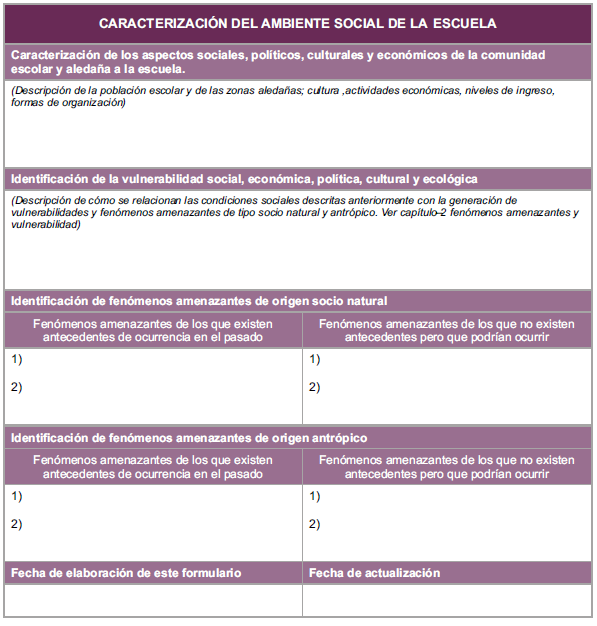 CARACTERIZACIÓN DEL AMBIENTE SOCIAL DE LA ESCUELA
Caracterización de los aspectos sociales, políticos, culturales y económicos de la comunidad
escolar y aledaña a la escuela.
(Descripción de la población escolar y de las zonas aledañas; cultura ,actividades económicas, niveles de ingreso,
formas de organización)
Identificación de la vulnerabilidad social, económica, política, cultural y ecológica
(Descripción de cómo se relacionan las condiciones sociales descritas anteriormente con la generación de
vulnerabilidades y fenómenos amenazantes de tipo socio natural y antrópico. Ver capítulo–2 fenómenos amenazantes y
vulnerabilidad)
Identificación de fenómenos amenazantes de origen socio natural
Fenómenos amenazantes de los que existen
antecedentes de ocurrencia en el pasado
Fenómenos amenazantes de los que no existen
antecedentes pero que podrían ocurrir
1)
2)
1)
2)
Identificación de fenómenos amenazantes de origen antrópico
Fenómenos amenazantes de los que existen
antecedentes de ocurrencia en el pasado
Fenómenos amenazantes de los que no existen
antecedentes pero que podrían ocurrir
1)
2)
1)
2)
Fecha de elaboración de este formulario
Fecha de actualización